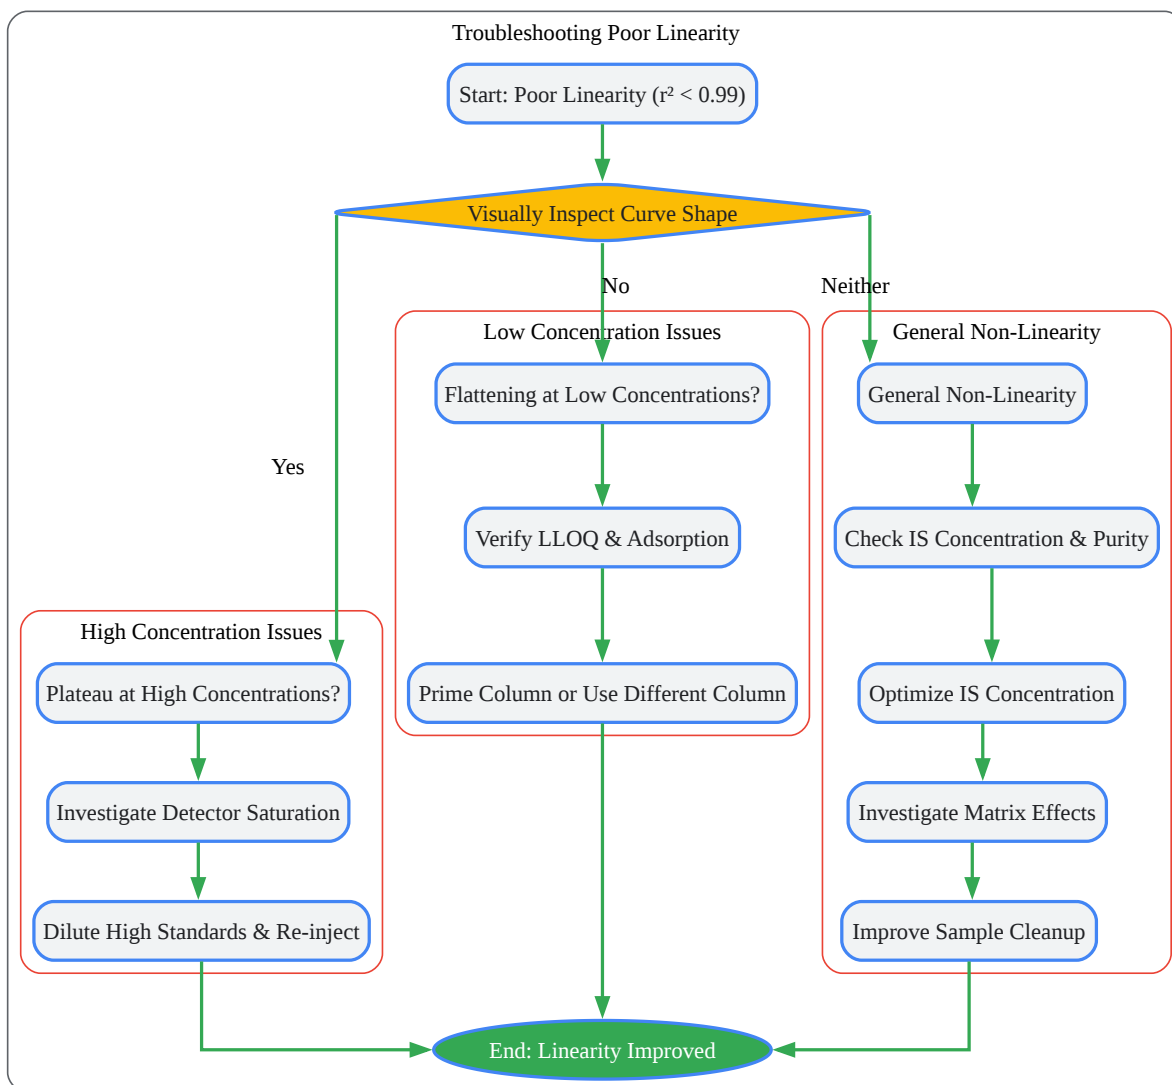 Troubleshooting Poor Linearity
Start: Poor Linearity (r² < 0.99)
Visually Inspect Curve Shape
Yes
No
Neither
High Concentration Issues
Plateau at High Concentrations?
Investigate Detector Saturation
Dilute High Standards & Re-inject
Low Concentration Issues
Flattening at Low Concentrations?
Verify LLOQ & Adsorption
Prime Column or Use Different Column
General Non-Linearity
General Non-Linearity
Check IS Concentration & Purity
Optimize IS Concentration
Investigate Matrix Effects
Improve Sample Cleanup
End: Linearity Improved